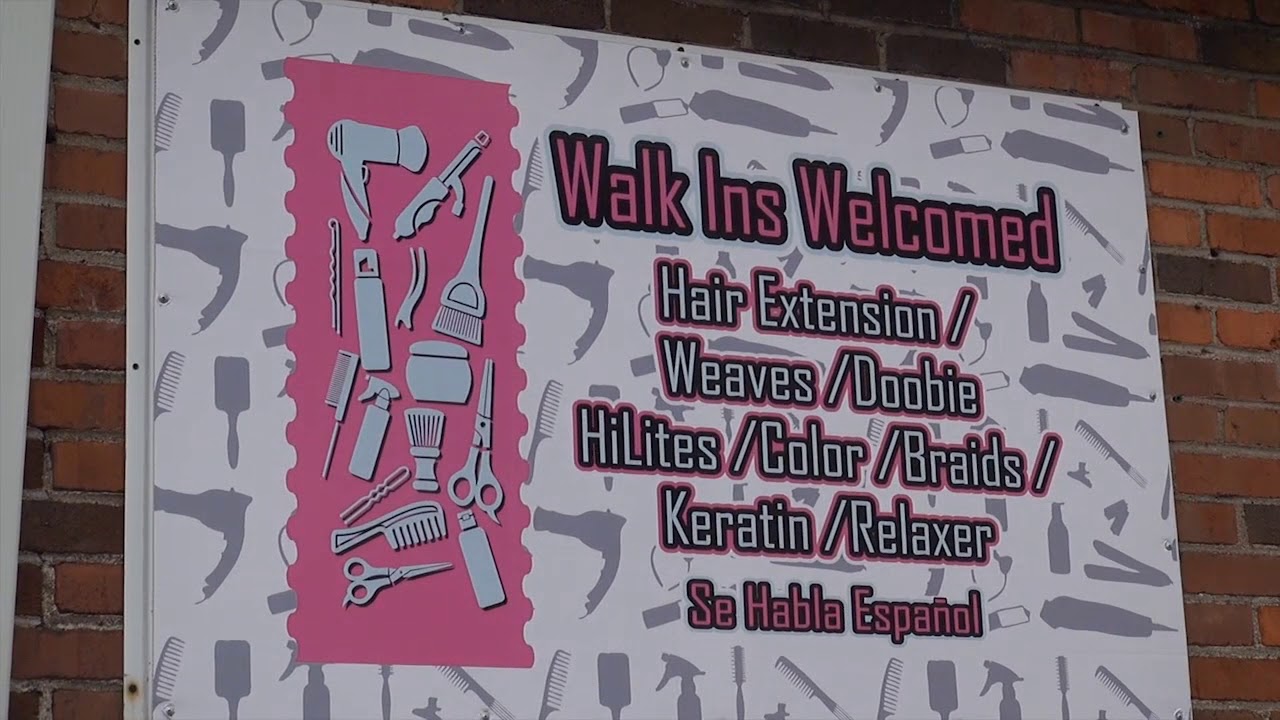 Walk Ins Welcomed
Hair Extension /
Weaves /Doobie
HiLites /Color /Braids /
Keratin /Relaxer
Se Habla Español